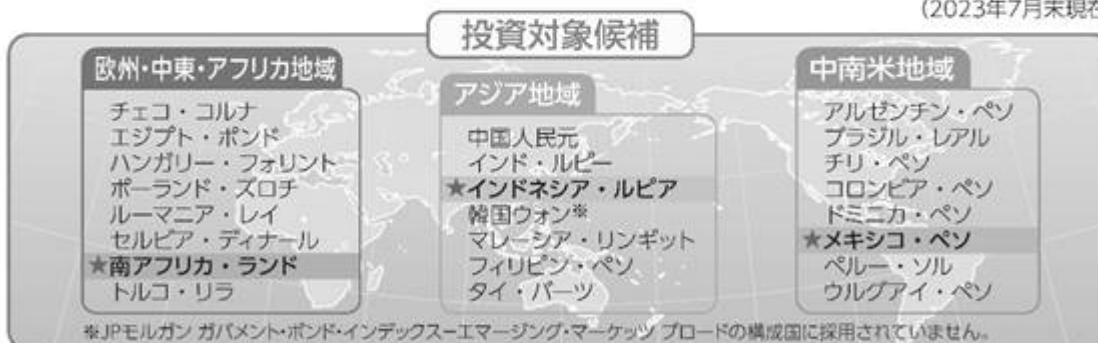 (2023年7月末現在
投資対象候補
欧州・中東・アフリカ地域
チェコ・コルナ
エジプト・ポンド
ハンガリー・フォリント
ポーランド・ズロチ
ルーマニア・レイ
セルビア・ディナール
★南アフリカ・ランド
トルコ・リラ
アジア地域
中国人民元
インド・ルピー
★インドネシア・ルピア
韓国ウォン※
マレーシア・リンギット
フィリピン・ペソ
タイ・バーツ
中南米地域
アルゼンチン・ペソ
ブラジル・レアル
チリ・ペソ
コロンビア・ペソ
ドミニカ・ペソ
★メキシコ・ペソ
ペルー・ソル
ウルグアイ・ペソ
※JPモルガン ガバメント・ボンド・インデックスーエマージング・マーケッツ ブロードの構成国に採用されていません。